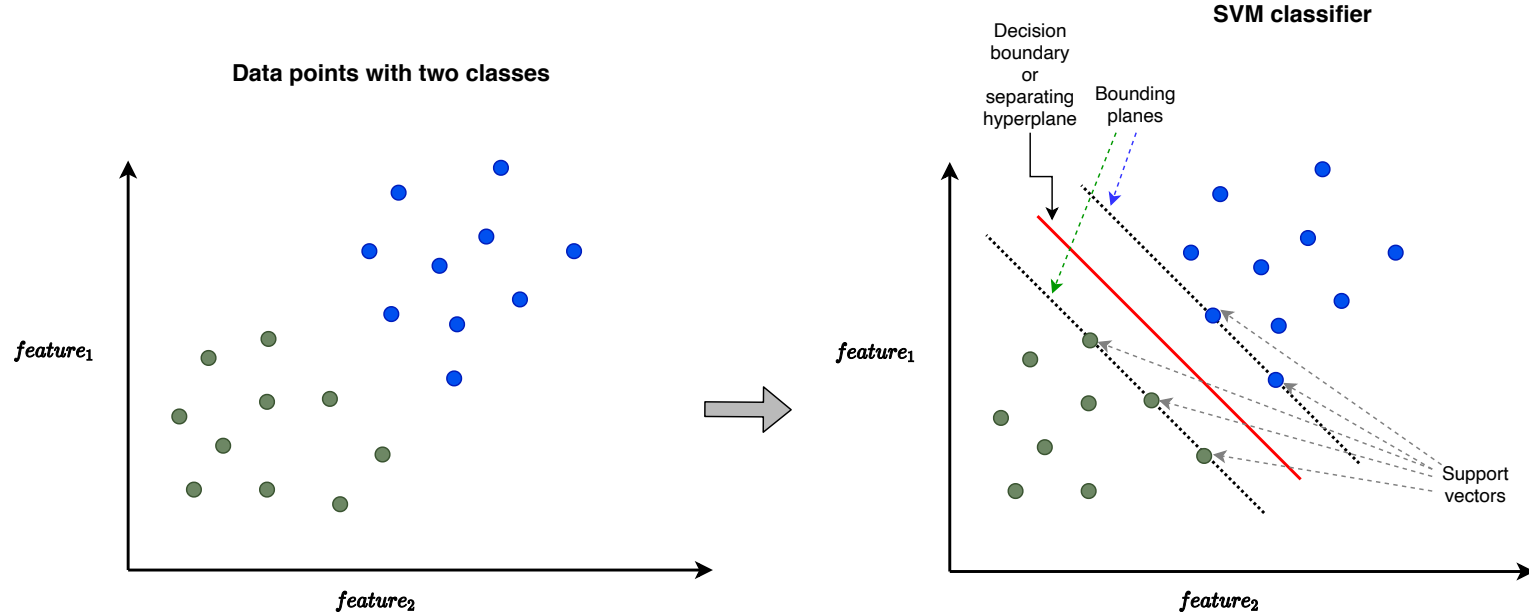 SVM classifier
Data points with two classes
Decision
boundary
or
separating
hyperplane
Bounding
planes
feature₁
feature₂
feature₁
feature₂
Support
vectors